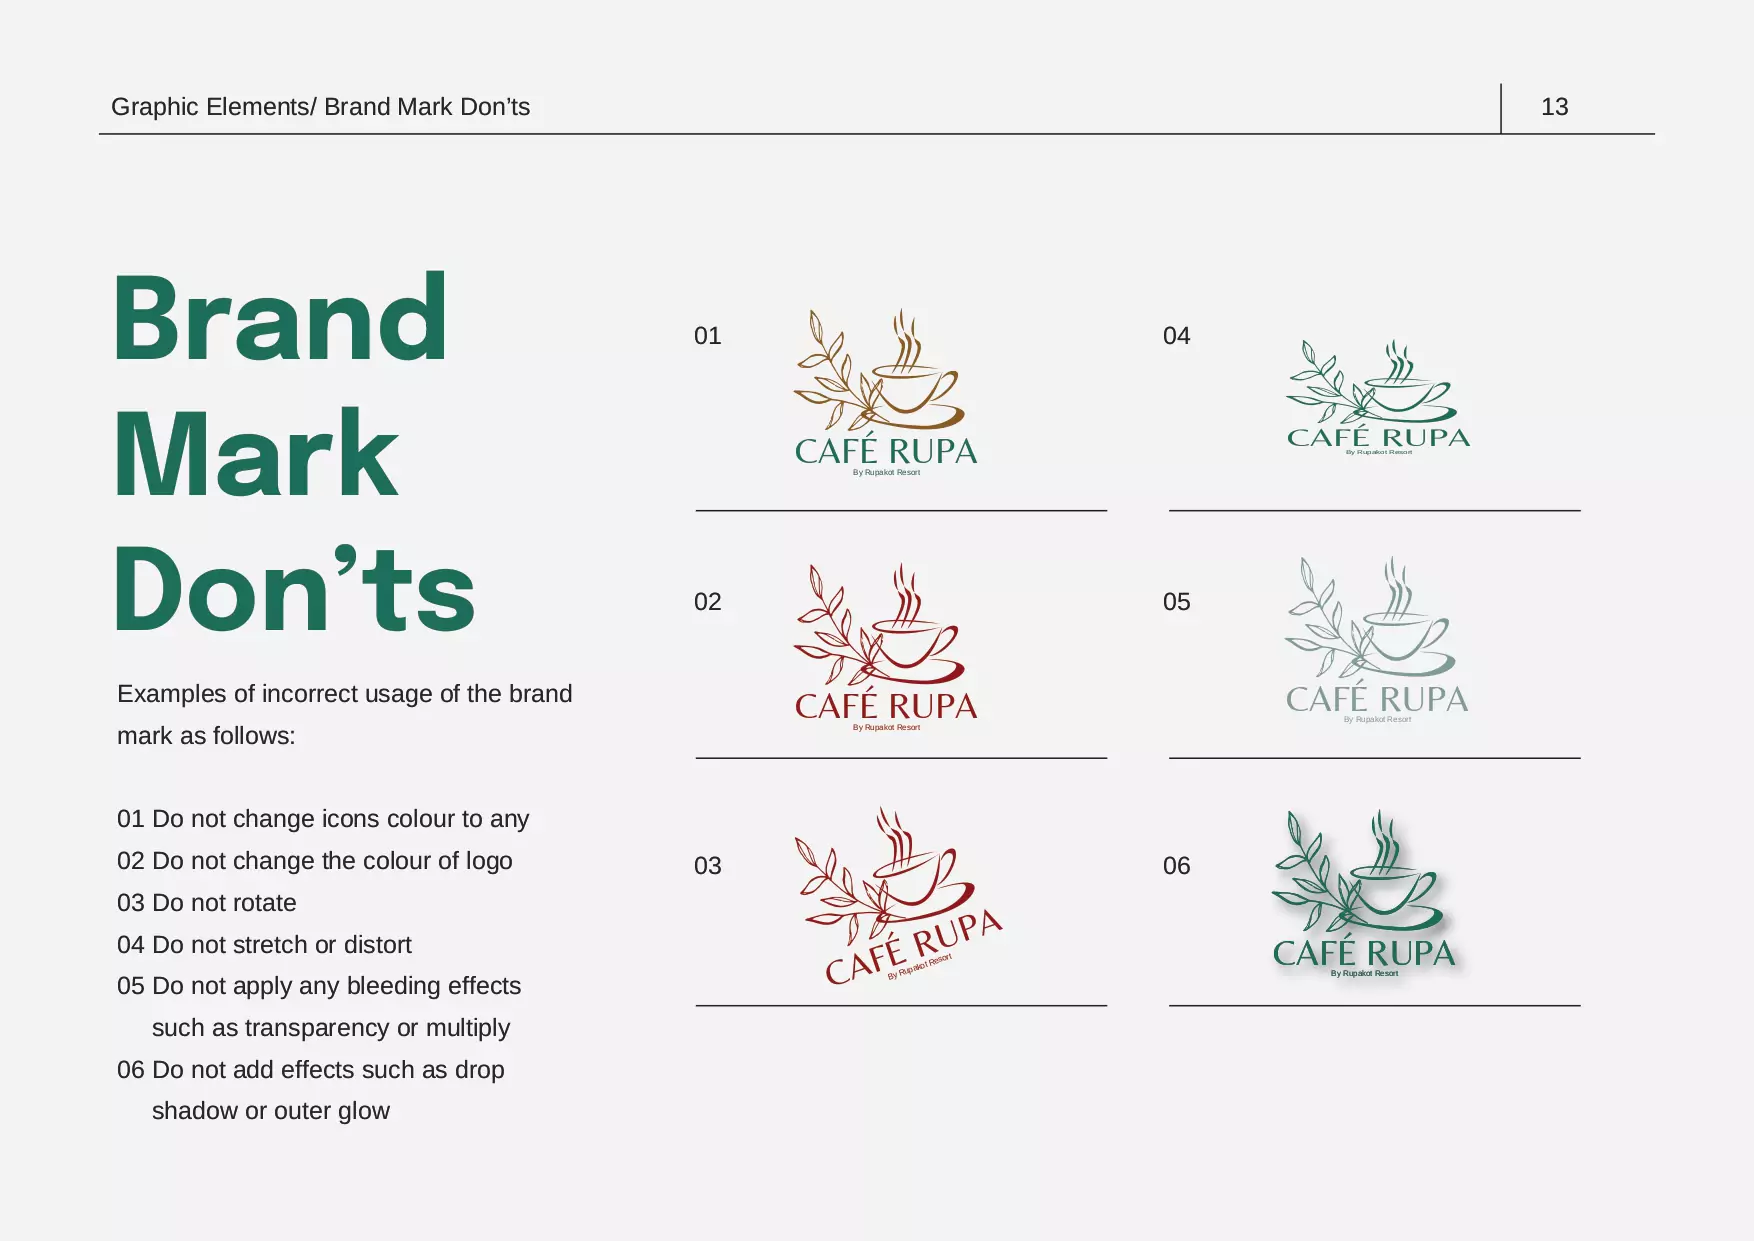 Graphic Elements/ Brand Mark Don’ts
13
Brand
Mark
Don’ts
Examples of incorrect usage of the brand
mark as follows:
01 Do not change icons colour to any
02 Do not change the colour of logo
03 Do not rotate
04 Do not stretch or distort
05 Do not apply any bleeding effects
such as transparency or multiply
06 Do not add effects such as drop
shadow or outer glow
01
CAFÉ RUPA
By Rupakot Resort
02
CAFÉ RUPA
By Rupakot Resort
03
CAFÉ RUPA
By Rupakot Resort
04
CAFÉ RUPA
By Rupakot Resort
05
CAFÉ RUPA
By Rupakot Resort
06
CAFÉ RUPA
By Rupakot Resort